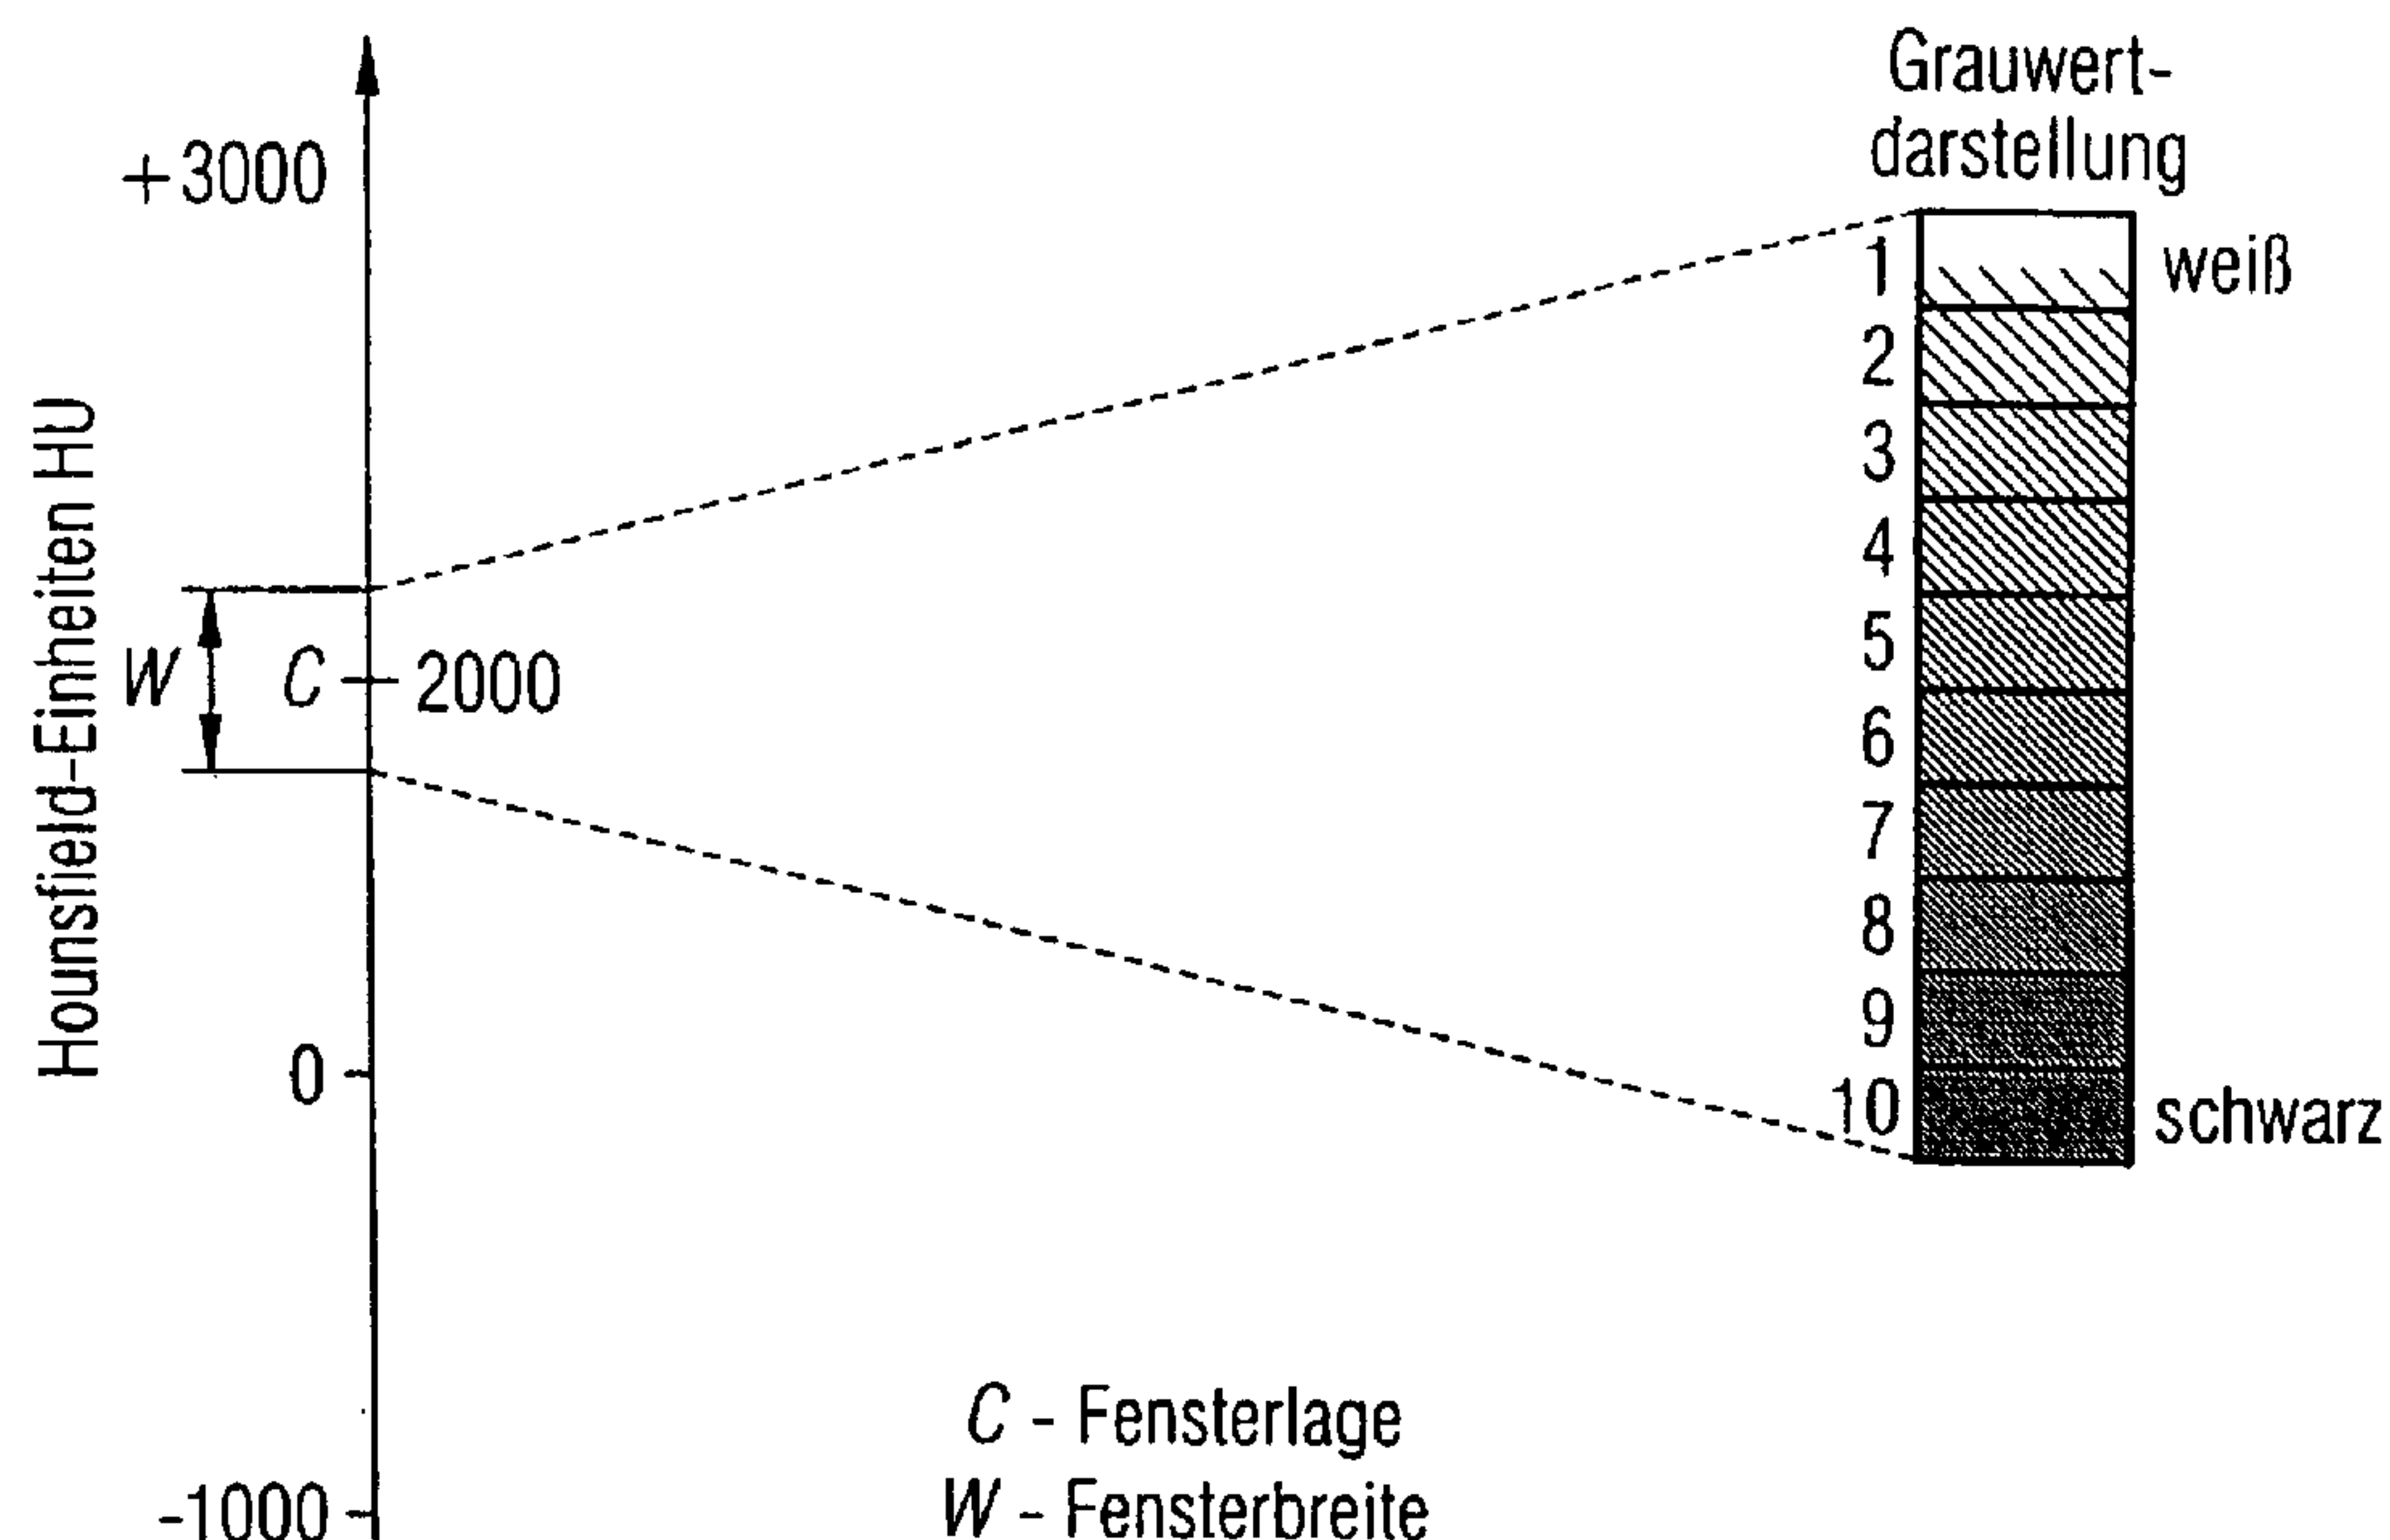 Grauwert-
darstellung
+3000
1 weiß
2
3
4
5
6
7
8
9
10 schwarz
Hounsfield-Einheiten HU
W C 2000
0
-1000
C - Fensterlage
W - Fensterbreite